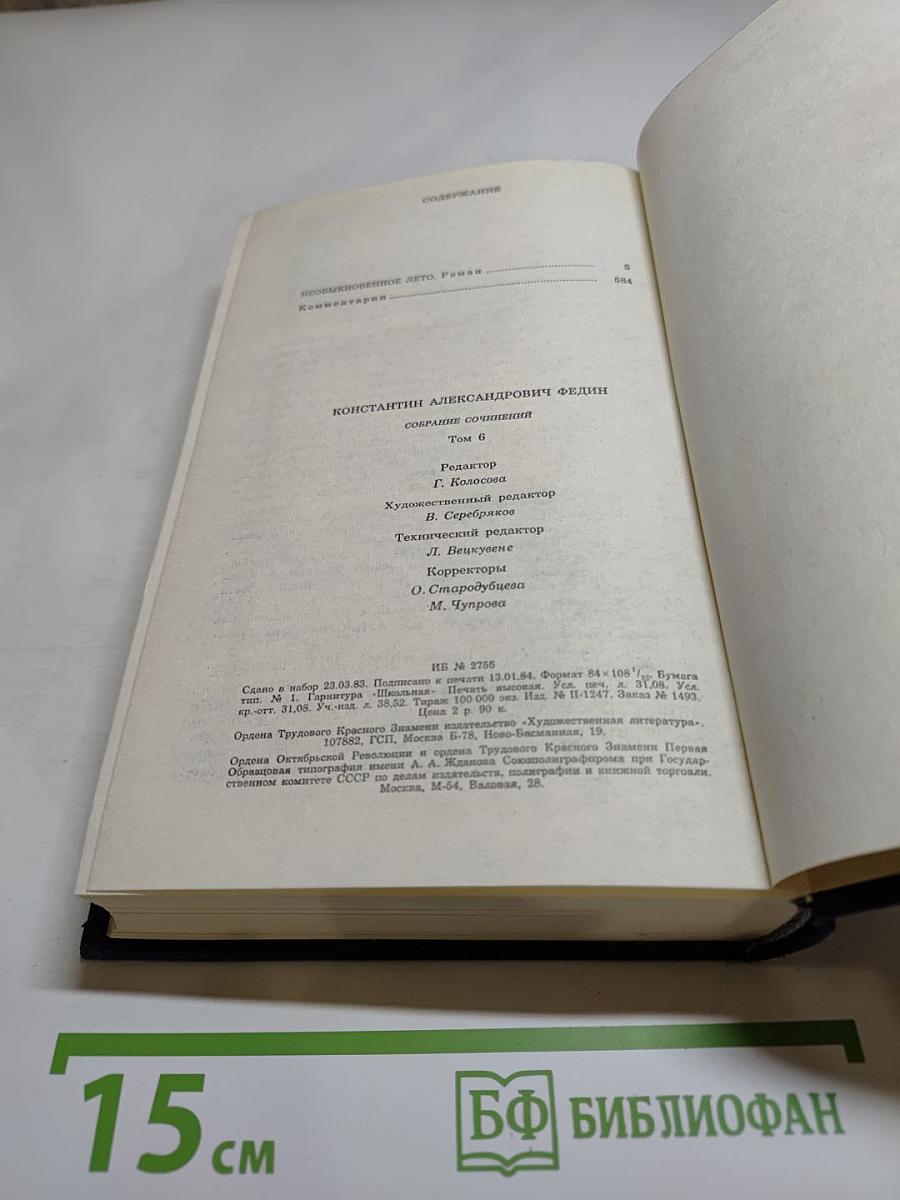 СОДЕРЖАНИЕ
НЕОБЫКНОВЕННОЕ ЛЕТО. Роман ........ 5
Комментарии ........ 584
КОНСТАНТИН АЛЕКСАНДРОВИЧ ФЕДИН
СОБРАНИЕ СОЧИНЕНИЙ
Том 6
Редактор
Г. Колосова
Художественный редактор
В. Серебряков
Технический редактор
Л. Вецкувене
Корректоры
О. Стародубцева
М. Чупрова
ИБ № 2755
Сдано в набор 23.03.83. Подписано к печати 13.01.84. Формат 84×108 1/32. Бумага
тип. № 1. Гарнитура «Школьная» Печать высокая. Усл. печ. л. 31,08. Усл.
кр.-отт. 31,08. Уч.-изд. л. 38,52. Тираж 100 000 экз. Изд. № II-1247. Заказ № 1493.
Цена 2 р. 90 к.
Ордена Трудового Красного Знамени издательство «Художественная литература».
107882, ГСП, Москва Б-78, Ново-Басманная, 19.
Ордена Октябрьской Революции и ордена Трудового Красного Знамени Первая
Образцовая типография имени А. А. Жданова Союзполиграфпрома при Государ-
ственном комитете СССР по делам издательств, полиграфии и книжной торговли.
Москва, М-54, Валовая, 28.
15 см
БФ БИБЛИОФАН